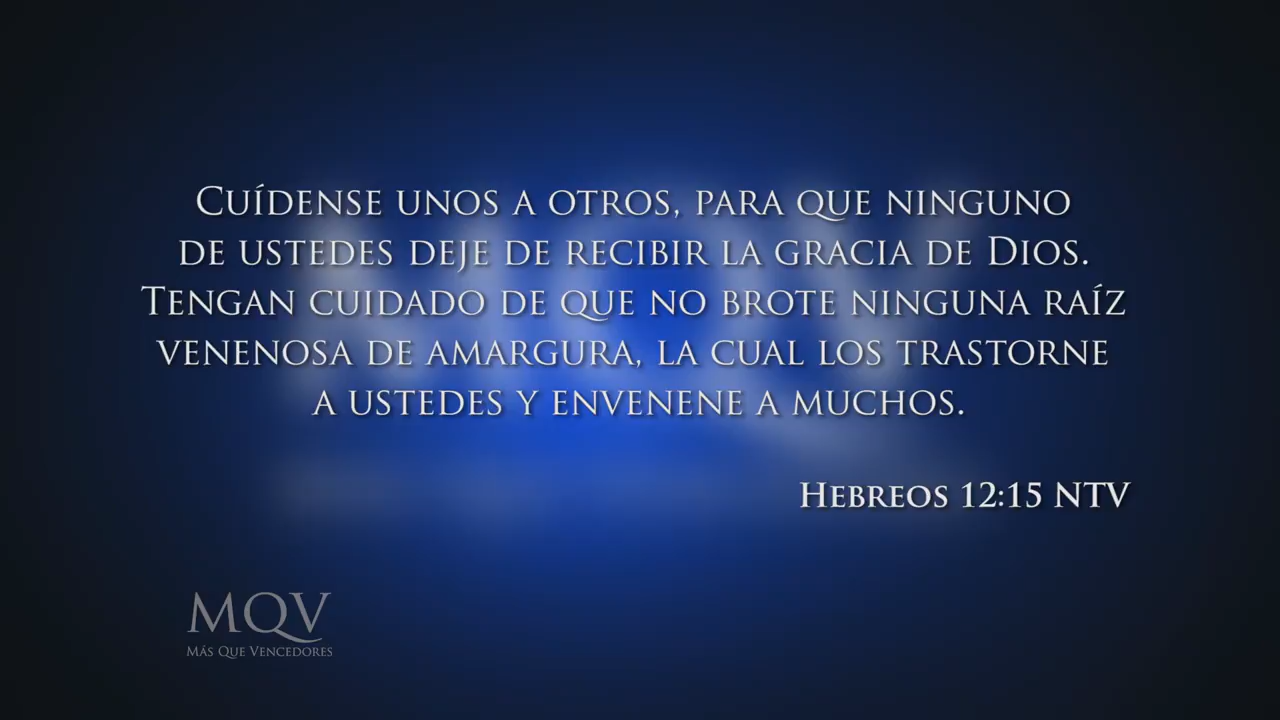 Cuídense unos a otros, para que ninguno
de ustedes deje de recibir la gracia de Dios.
Tengan cuidado de que no brote ninguna raíz
venenosa de amargura, la cual los trastorne
a ustedes y envenene a muchos.
Hebreos 12:15 NTV
MQV
Más Que Vencedores